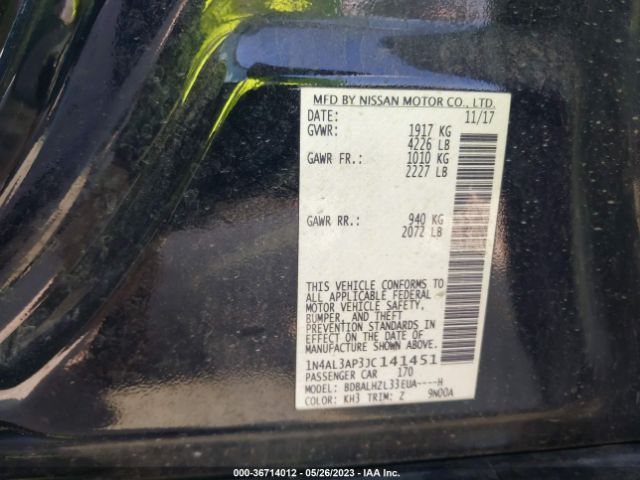 MFD BY NISSAN MOTOR CO., LTD.
DATE: 11/17
GVWR: 1917 KG
4226 LB
GAWR FR.: 1010 KG
2227 LB
GAWR RR.: 940 KG
2072 LB
THIS VEHICLE CONFORMS TO
ALL APPLICABLE FEDERAL
MOTOR VEHICLE SAFETY,
BUMPER, AND THEFT
PREVENTION STANDARDS IN
EFFECT ON THE DATE OF
MANUFACTURE SHOWN ABOVE.
1N4AL3AP3JC141451
PASSENGER CAR 170
MODEL: BDBALHZL33EUA----H
COLOR: KH3 TRIM: Z 9N00A
000-36714012 — 05/26/2023 — IAA Inc.